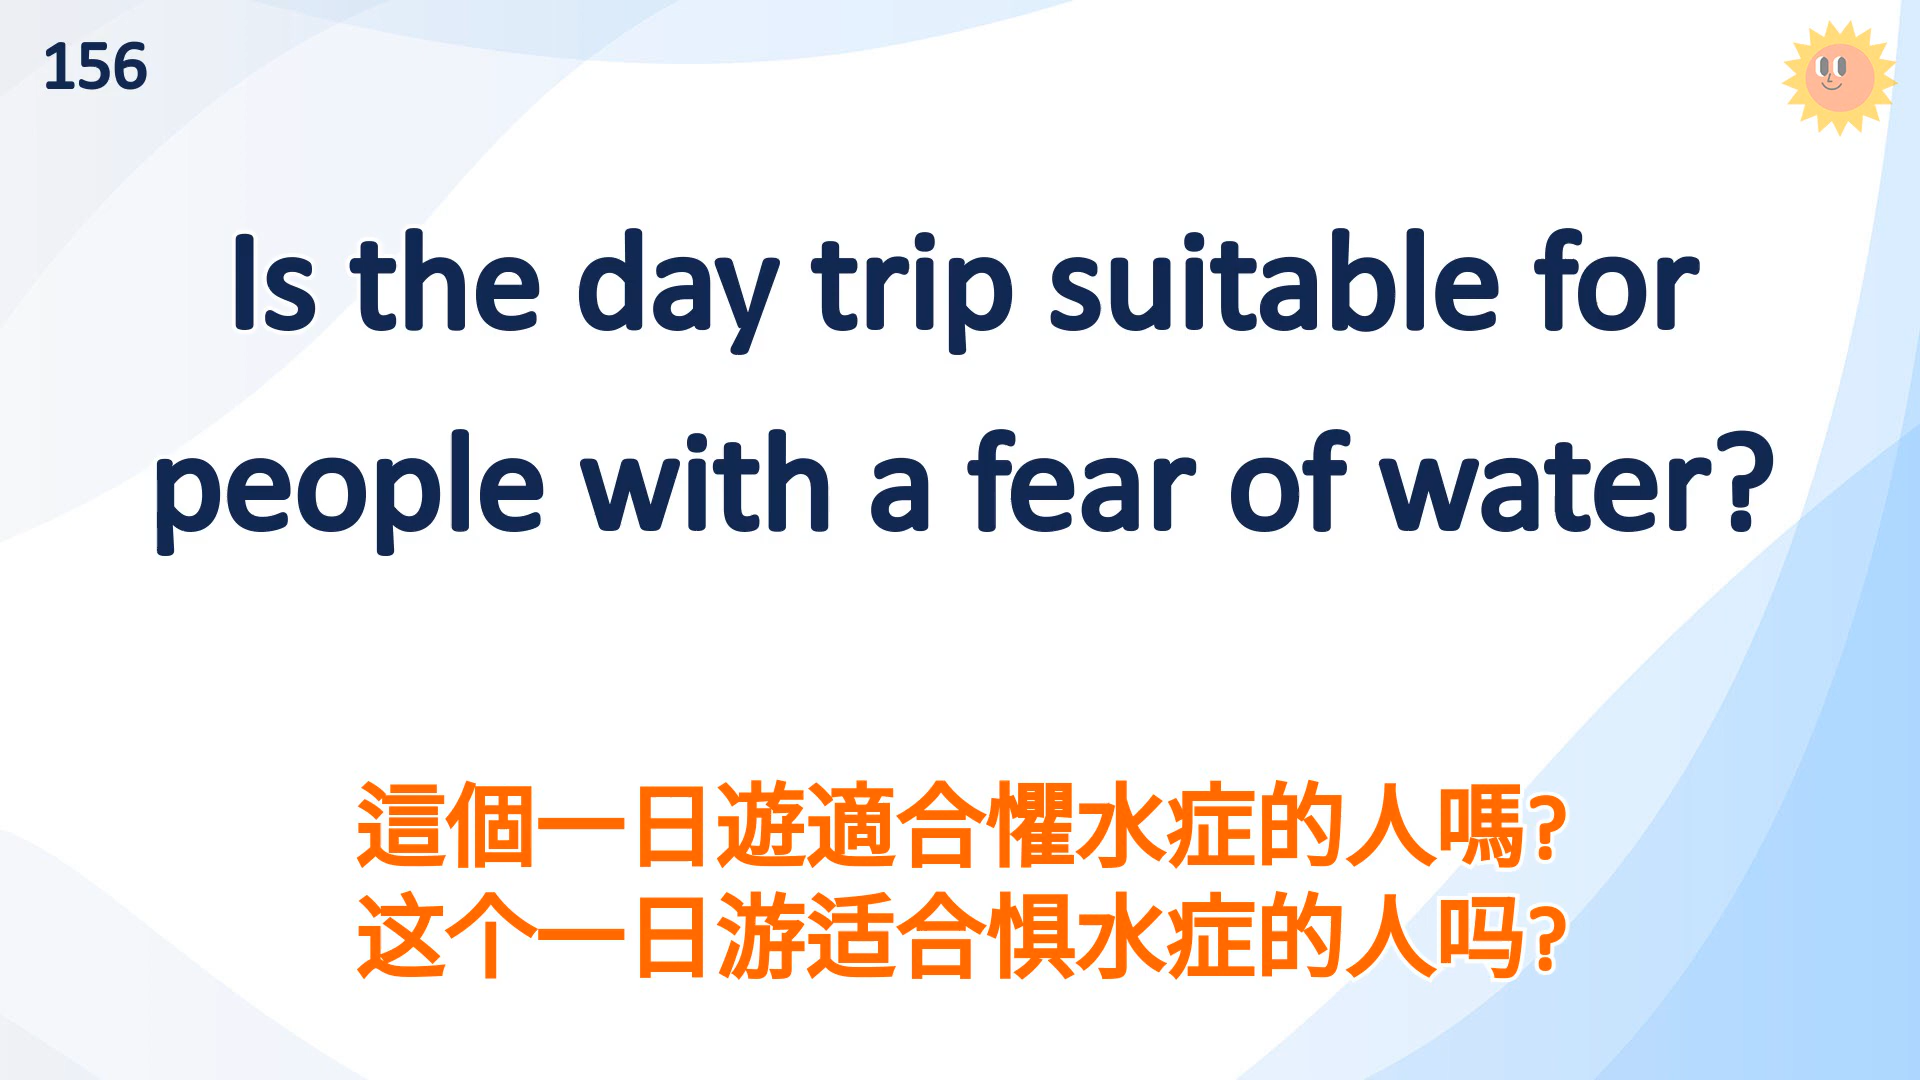 156
Is the day trip suitable for
people with a fear of water?
這個一日遊適合懼水症的人嗎?
这个一日游适合惧水症的人吗?